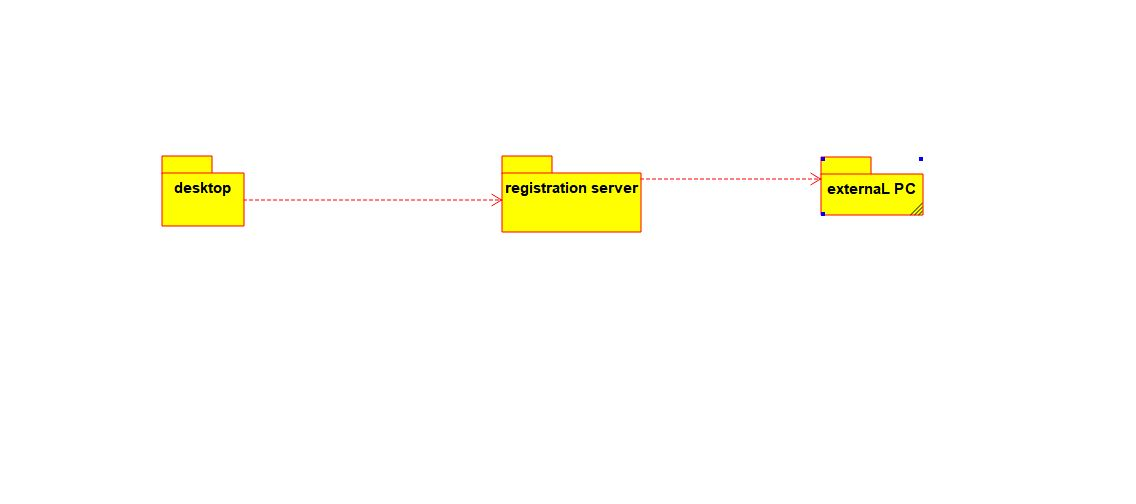 desktop
registration server
externaL PC